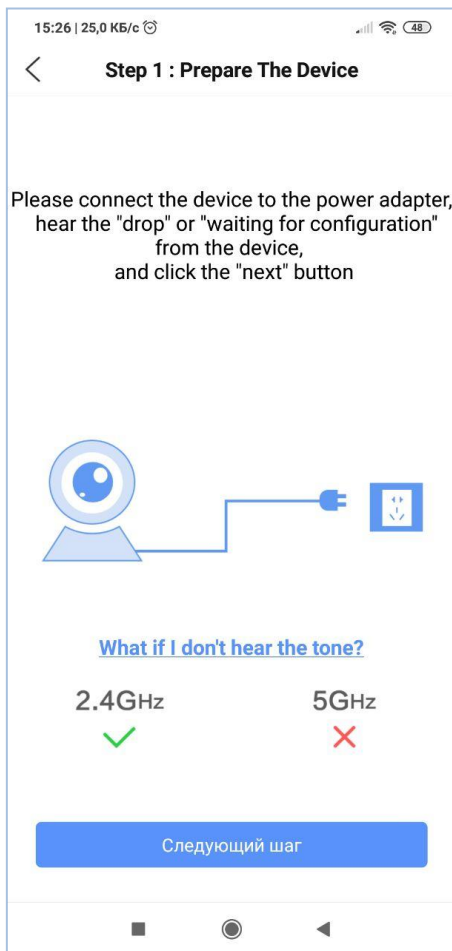 15:26 | 25,0 КБ/с 48
Step 1 : Prepare The Device
Please connect the device to the power adapter,
hear the "drop" or "waiting for configuration"
from the device,
and click the "next" button
What if I don't hear the tone?
2.4GHz 5GHz
Следующий шаг